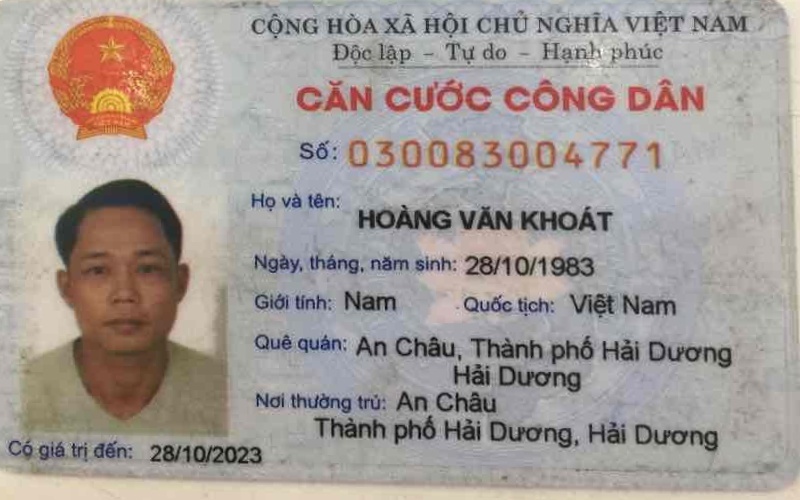 CỘNG HÒA XÃ HỘI CHỦ NGHĨA VIỆT NAM
Độc lập - Tự do - Hạnh phúc
CĂN CƯỚC CÔNG DÂN
Số: 030083004771
Họ và tên: HOÀNG VĂN KHOÁT
Ngày, tháng, năm sinh: 28/10/1983
Giới tính: Nam Quốc tịch: Việt Nam
Quê quán: An Châu, Thành phố Hải Dương
Hải Dương
Nơi thường trú: An Châu
Thành phố Hải Dương, Hải Dương
Có giá trị đến: 28/10/2023